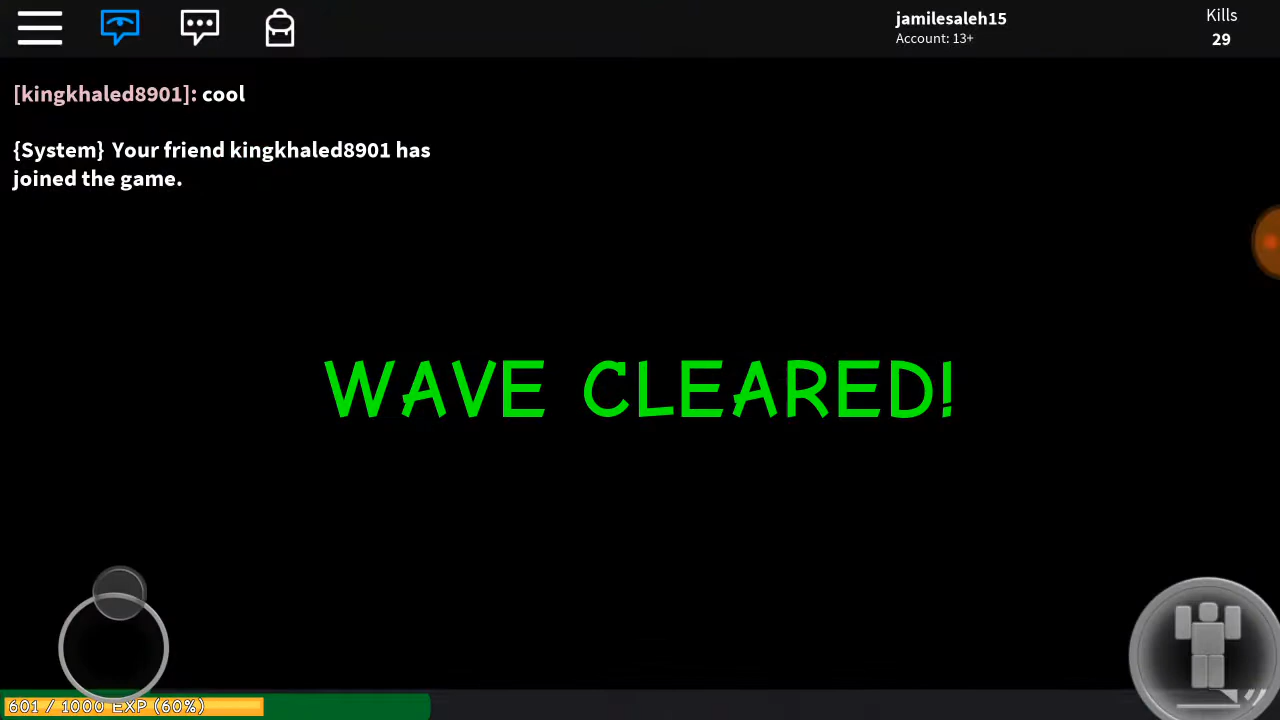 jamilesaleh15
Account: 13+
Kills
29
[kingkhaled8901]: cool
{System} Your friend kingkhaled8901 has
joined the game.
WAVE CLEARED!
601 / 1000 EXP (60%)